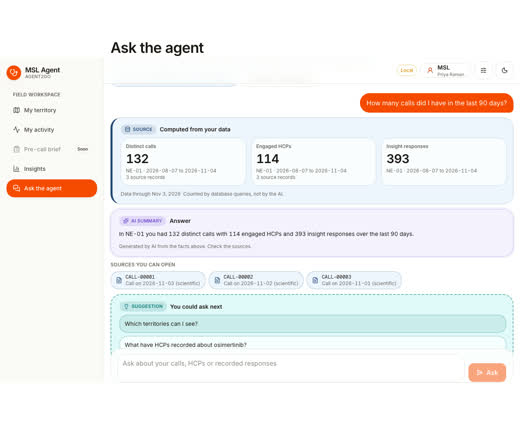 Ask the agent
MSL Agent
AGENTZOO
Local
MSL
Priya Raman
FIELD WORKSPACE
My territory
My activity
Pre-call brief Soon
Insights
Ask the agent
How many calls did I have in the last 90 days?
SOURCE Computed from your data
Distinct calls
132
NE-01 · 2026-08-07 to 2026-11-04
3 source records
Engaged HCPs
114
NE-01 · 2026-08-07 to 2026-11-04
3 source records
Insight responses
393
NE-01 · 2026-08-07 to 2026-11-04
Data through Nov 3, 2026. Counted by database queries, not by the AI.
AI SUMMARY Answer
In NE-01 you had 132 distinct calls with 114 engaged HCPs and 393 insight responses over the last 90 days.
Generated by AI from the facts above. Check the sources.
SOURCES YOU CAN OPEN
CALL-00001
Call on 2026-11-03 (scientific)
CALL-00002
Call on 2026-11-02 (scientific)
CALL-00003
Call on 2026-11-01 (scientific)
SUGGESTION You could ask next
Which territories can I see?
What have HCPs recorded about osimerlinib?
Ask about your calls, HCPs or recorded responses
Ask